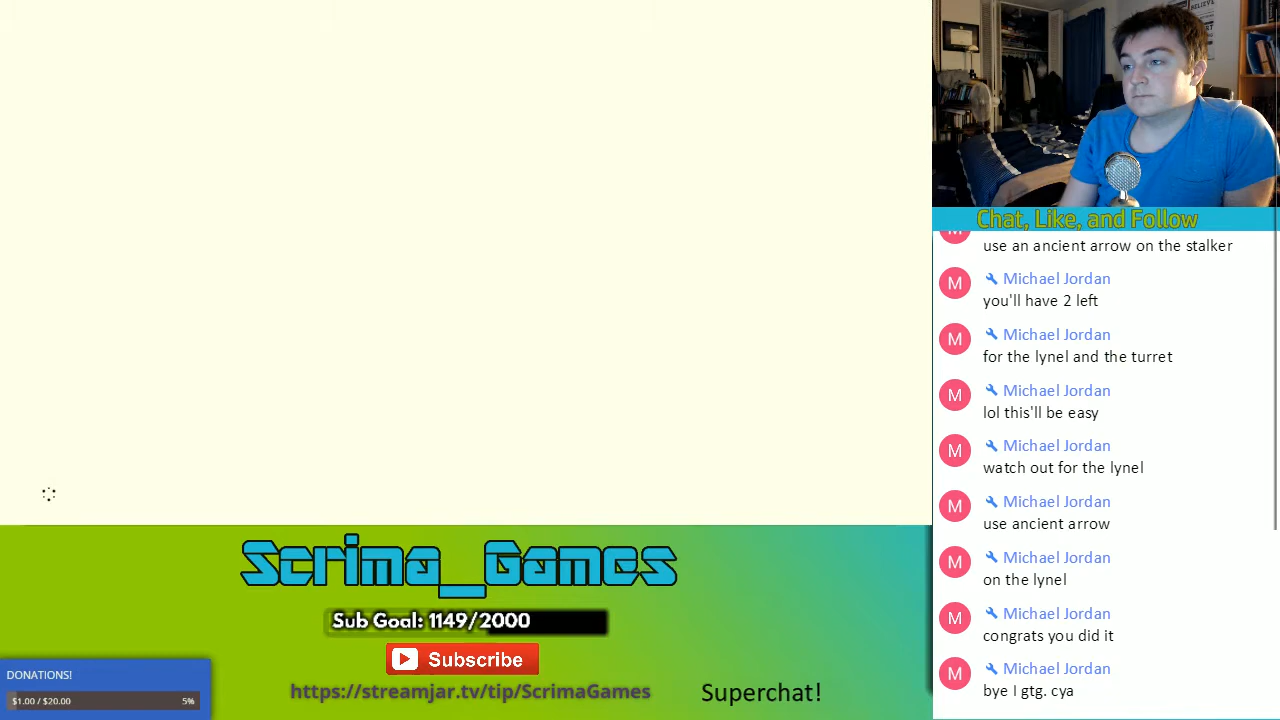 Chat, Like, and Follow
M
use an ancient arrow on the stalker
M
Michael Jordan
you'll have 2 left
M
Michael Jordan
for the lynel and the turret
M
Michael Jordan
lol this'll be easy
M
Michael Jordan
watch out for the lynel
M
Michael Jordan
use ancient arrow
M
Michael Jordan
on the lynel
M
Michael Jordan
congrats you did it
M
Michael Jordan
bye I gtg. cya
Scrima_Games
Sub Goal: 1149/2000
Subscribe
https://streamjar.tv/tip/ScrimaGames
Superchat!
DONATIONS!
$1.00 / $20.00
5%